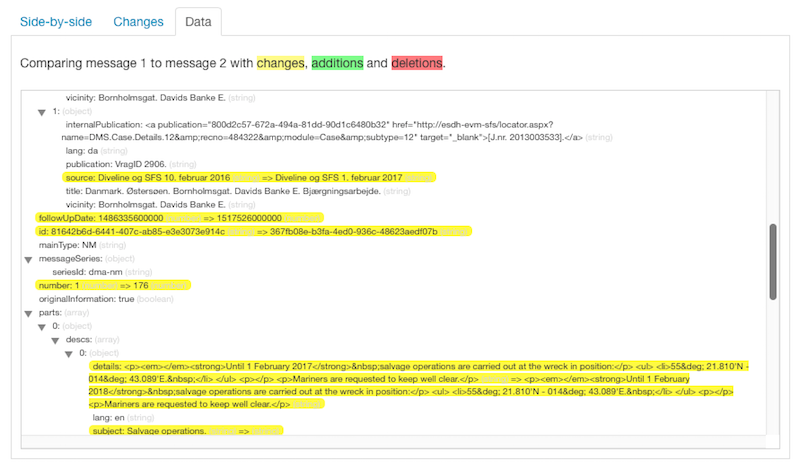 Side-by-side Changes Data
Comparing message 1 to message 2 with changes, additions and deletions.
vicinity: Bornholmsgat. Davids Banke E. (string)
1: (object)
internalPublication: <a publication="800d2c57-672a-494a-81dd-90d1c6480b32" href="http://esdh-evm-sfs/locator.aspx?
name=DMS.Case.Details.12&amp;recno=484322&amp;module=Case&amp;subtype=12" target="_blank">[J.nr. 2013003533].</a> (string)
lang: da (string)
publication: VragID 2906. (string)
source: Diveline og SFS 10. februar 2016 (string) => Diveline og SFS 1. februar 2017 (string)
title: Danmark. Østersøen. Bornholmsgat. Davids Banke E. Bjærgningsarbejde. (string)
vicinity: Bornholmsgat. Davids Banke E. (string)
followUpDate: 1486335600000 (number) => 1517526000000 (number)
id: 81642b6d-6441-407c-ab85-e3e3073e914c (string) => 367fb08e-b3fa-4ed0-936c-48623aedf07b (string)
mainType: NM (string)
messageSeries: (object)
seriesId: dma-nm (string)
number: 1 (number) => 176 (number)
originalInformation: true (boolean)
parts: (array)
0: (object)
descs: (array)
0: (object)
details: <p><em></em><strong>Until 1 February 2017</strong>&nbsp;salvage operations are carried out at the wreck in position:</p> <ul> <li>55&deg; 21.810'N -
014&deg; 43.089'E.&nbsp;</li> </ul> <p></p> <p>Mariners are requested to keep well clear.</p> (string) => <p><em></em><strong>Until 1 February
2018</strong>&nbsp;salvage operations are carried out at the wreck in position:</p> <ul> <li>55&deg; 21.810'N - 014&deg; 43.089'E.&nbsp;</li> </ul> <p></p>
<p>Mariners are requested to keep well clear.</p> (string)
lang: en (string)
subject: Salvage operations. (string) => (string)